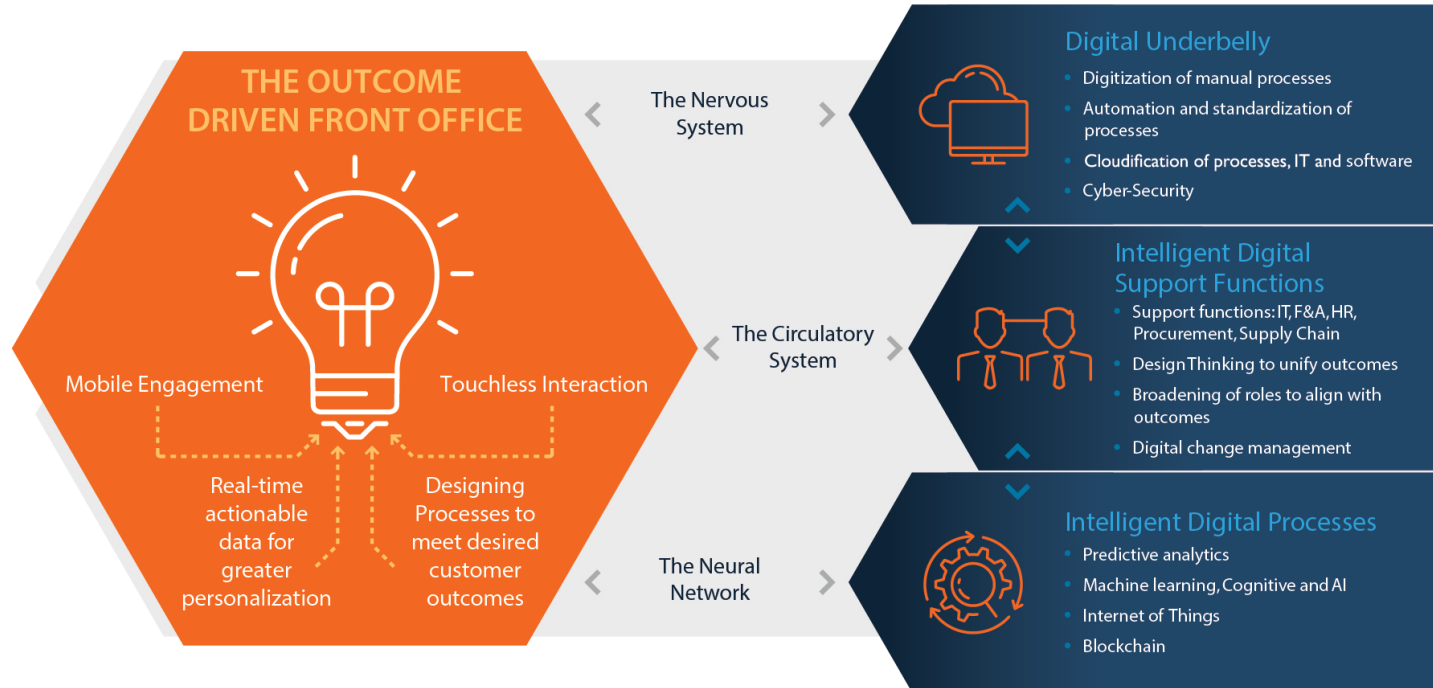 THE OUTCOME
DRIVEN FRONT OFFICE
Mobile Engagement
Touchless Interaction
Real-time
actionable
data for
greater
personalization
Designing
Processes to
meet desired
customer
outcomes
The Nervous
System
The Circulatory
System
The Neural
Network
Digital Underbelly
• Digitization of manual processes
• Automation and standardization of
processes
• Cloudification of processes, IT and software
• Cyber-Security
Intelligent Digital
Support Functions
• Support functions: IT, F&A, HR,
Procurement, Supply Chain
• Design Thinking to unify outcomes
• Broadening of roles to align with
outcomes
• Digital change management
Intelligent Digital Processes
• Predictive analytics
• Machine learning, Cognitive and AI
• Internet of Things
• Blockchain